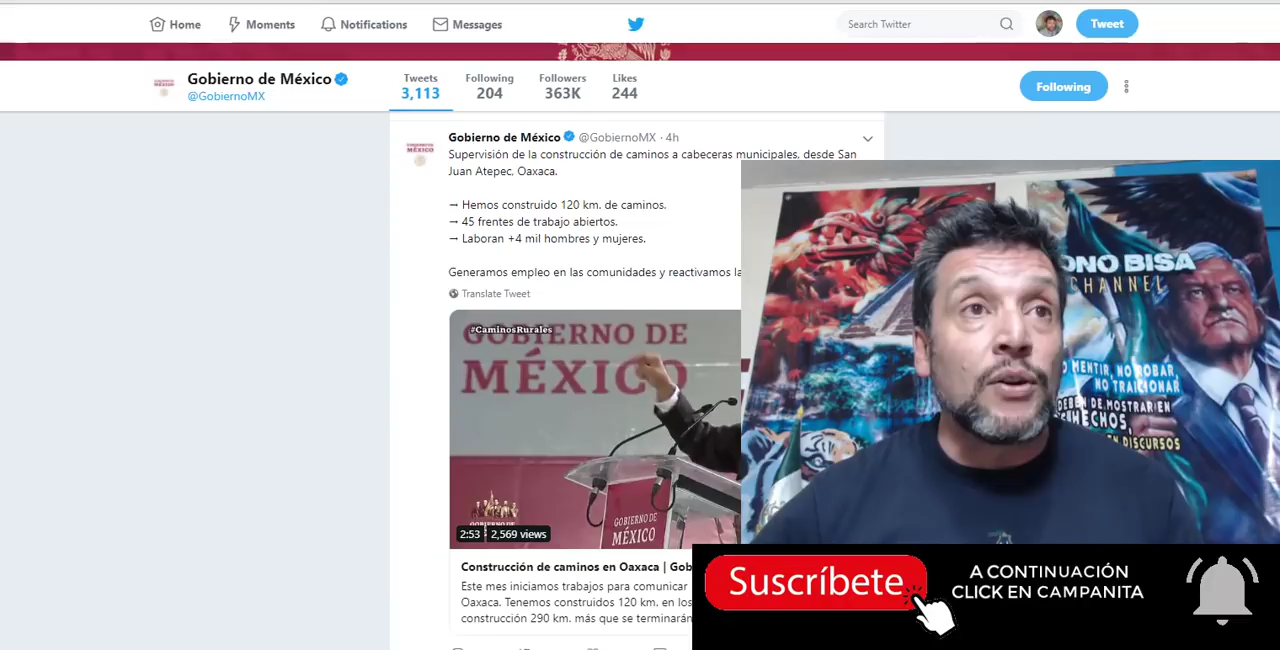 Home
Moments
Notifications
Messages
Search Twitter
Tweet
Gobierno de México
@GobiernoMX
Tweets
3,113
Following
204
Followers
363K
Likes
244
Following
Gobierno de México @GobiernoMX · 4h
Supervisión de la construcción de caminos a cabeceras municipales, desde San
Juan Atepec, Oaxaca.
→ Hemos construido 120 km. de caminos.
→ 45 frentes de trabajo abiertos.
→ Laboran +4 mil hombres y mujeres.
Generamos empleo en las comunidades y reactivamos la
Translate Tweet
#CaminosRurales
GOBIERNO DE
MÉXICO
GOBIERNO DE
MÉXICO
2:53
2,569 views
Construcción de caminos en Oaxaca | Gob
Este mes iniciamos trabajos para comunicar
Oaxaca. Tenemos construidos 120 km. en los
construcción 290 km. más que se terminarán
ONO BISA
CHANNEL
MENTIR, NO ROBAR,
NO TRAICIONAR
DEBEN DE MOSTRAR EN
HECHOS,
EN DISCURSOS
Suscríbete
A CONTINUACIÓN
CLICK EN CAMPANITA